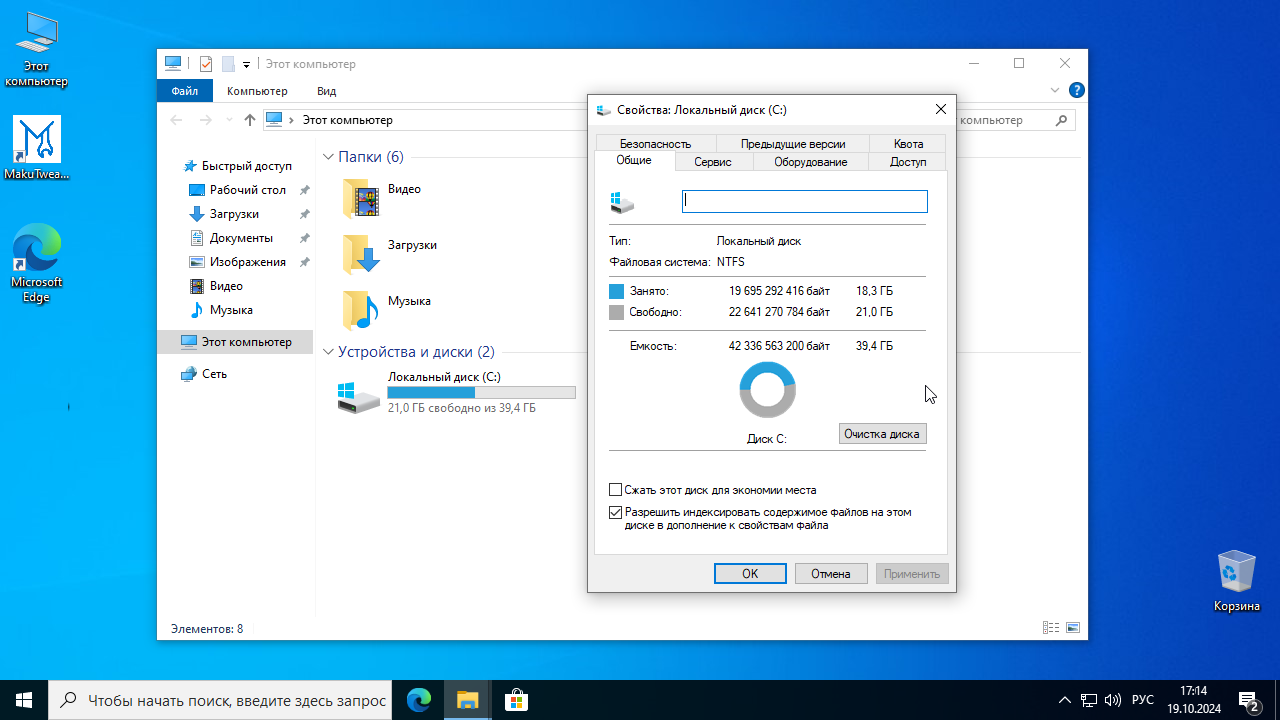 Этот
компьютер
MakuTwea...
Microsoft
Edge
Корзина
Этот компьютер
Файл
Компьютер
Вид
Этот компьютер
компьютер
Быстрый доступ
Рабочий стол
Загрузки
Документы
Изображения
Видео
Музыка
Этот компьютер
Сеть
Папки (6)
Видео
Загрузки
Музыка
Устройства и диски (2)
Локальный диск (C:)
21,0 ГБ свободно из 39,4 ГБ
Элементов: 8
Свойства: Локальный диск (C:)
Безопасность
Предыдущие версии
Квота
Общие
Сервис
Оборудование
Доступ
Тип: Локальный диск
Файловая система: NTFS
Занято: 19 695 292 416 байт 18,3 ГБ
Свободно: 22 641 270 784 байт 21,0 ГБ
Емкость: 42 336 563 200 байт 39,4 ГБ
Диск C:
Очистка диска
Сжать этот диск для экономии места
Разрешить индексировать содержимое файлов на этом
диске в дополнение к свойствам файла
OK
Отмена
Применить
Чтобы начать поиск, введите здесь запрос
РУС
17:14
19.10.2024
2